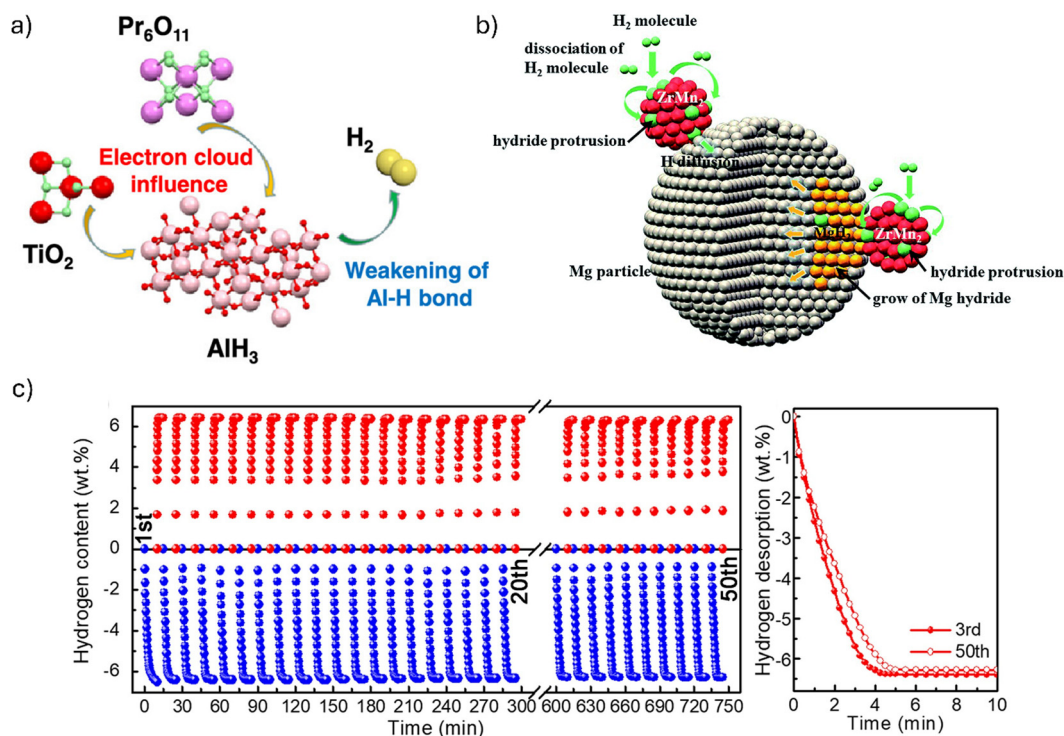 a)
Pr6O11
Electron cloud
influence
H2
TiO2
Weakening of
Al-H bond
AlH3
b)
H2 molecule
dissociation of
H2 molecule
ZrMn2
hydride protrusion
H diffusion
MgH2
ZrMn2
Mg particle
hydride protrusion
grow of Mg hydride
c)
Hydrogen content (wt.%)
6
4
2
0
-2
-4
-6
1st
20th
50th
0 30 60 90 120 150 180 210 240 270 300 600 630 660 690 720 750
Time (min)
Hydrogen desorption (wt.%)
0
-1
-2
-3
-4
-5
-6
3rd
50th
0 2 4 6 8 10
Time (min)